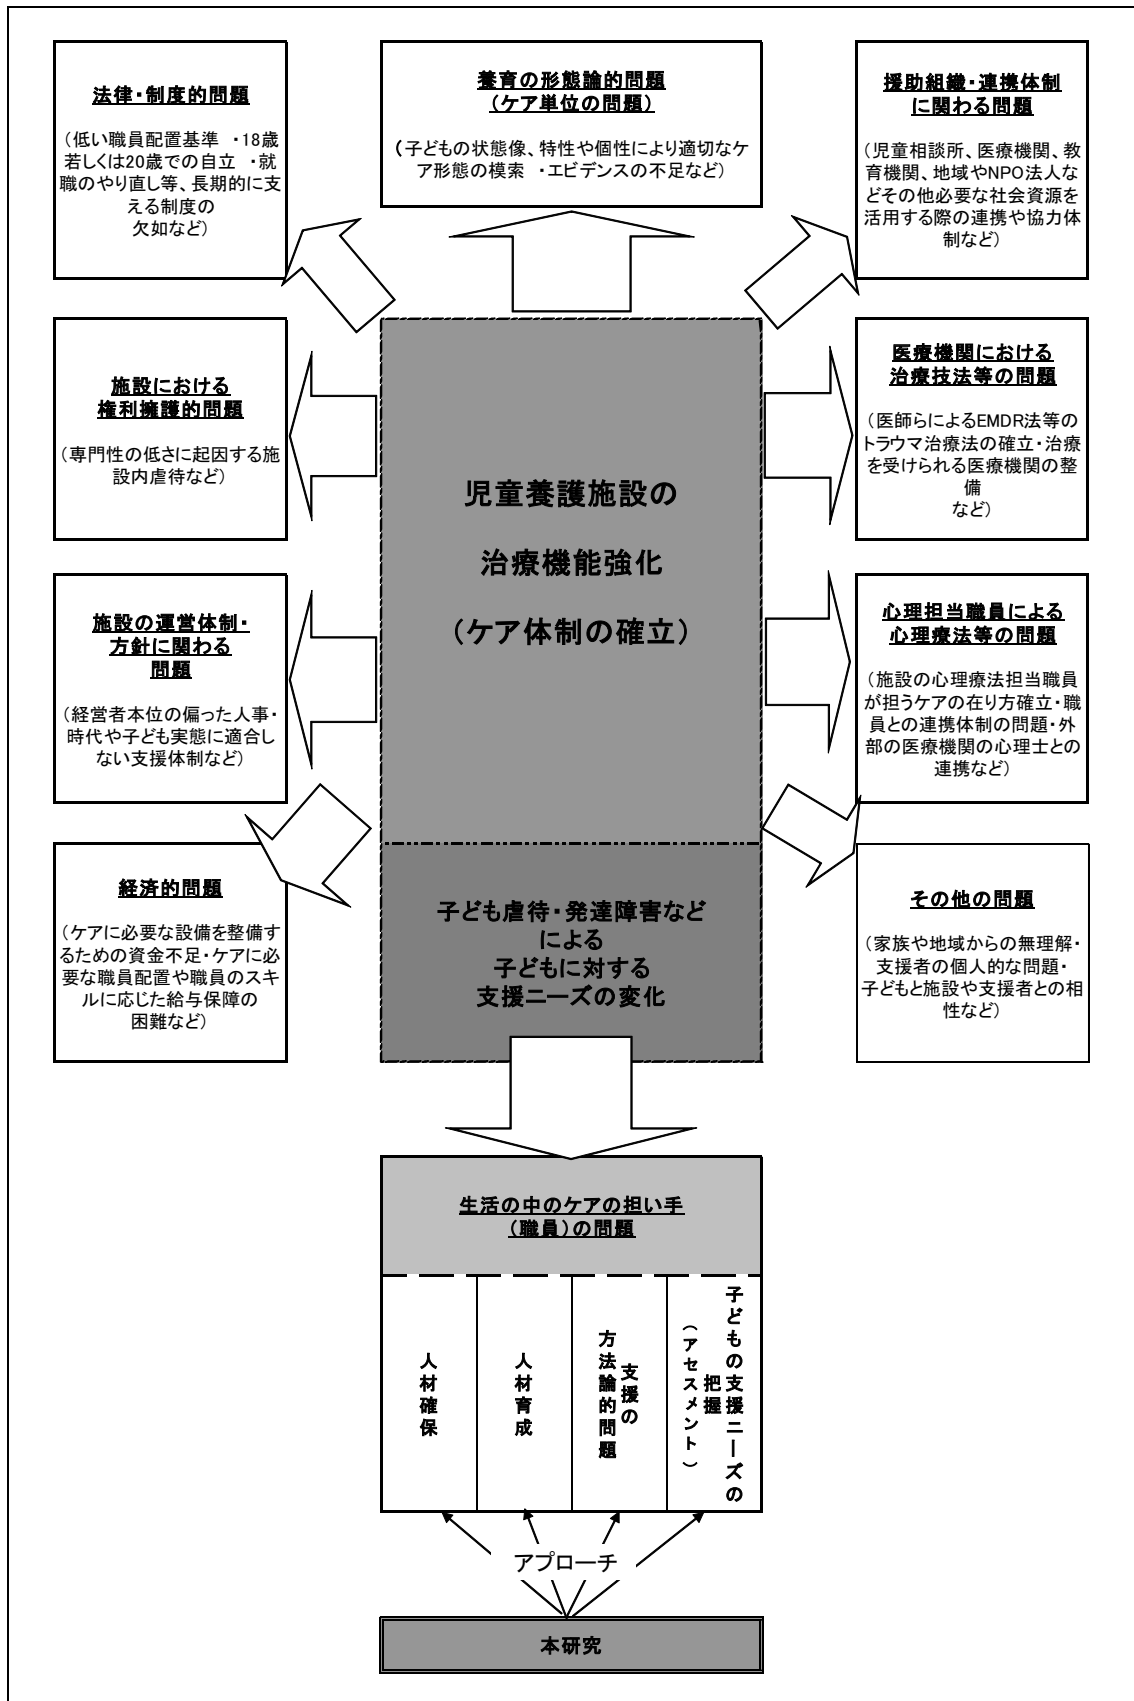 法律・制度的問題
（低い職員配置基準　・18歳
若しくは20歳での自立　・就
職のやり直し等、長期的に支
える制度の
欠如など）
養育の形態論的問題
（ケア単位の問題）
（子どもの状態像、特性や個性により適切なケ
ア形態の模索　・エビデンスの不足など）
援助組織・連携体制
に関わる問題
（児童相談所、医療機関、教
育機関、地域やNPO法人な
どその他必要な社会資源を
活用する際の連携や協力体
制など）
施設における
権利擁護的問題
（専門性の低さに起因する施
設内虐待など）
児童養護施設の
治療機能強化
（ケア体制の確立）
医療機関における
治療技法等の問題
（医師らによるEMDR法等の
トラウマ治療法の確立・治療
を受けられる医療機関の整
備
など）
施設の運営体制・
方針に関わる
問題
（経営者本位の偏った人事・
時代や子ども実態に適合し
ない支援体制など）
心理担当職員による
心理療法等の問題
（施設の心理療法担当職員
が担うケアの在り方確立・職
員との連携体制の問題・外
部の医療機関の心理士との
連携など）
経済的問題
（ケアに必要な設備を整備す
るための資金不足・ケアに必
要な職員配置や職員のスキ
ルに応じた給与保障の
困難など）
子ども虐待・発達障害など
による
子どもに対する
支援ニーズの変化
その他の問題
（家族や地域からの無理解・
支援者の個人的な問題・
子どもと施設や支援者との相
性など）
生活の中のケアの担い手
（職員）の問題
人材確保
人材育成
支援の
方法論的問題
子どもの支援ニーズの
把握
（アセスメント）
アプローチ
本研究